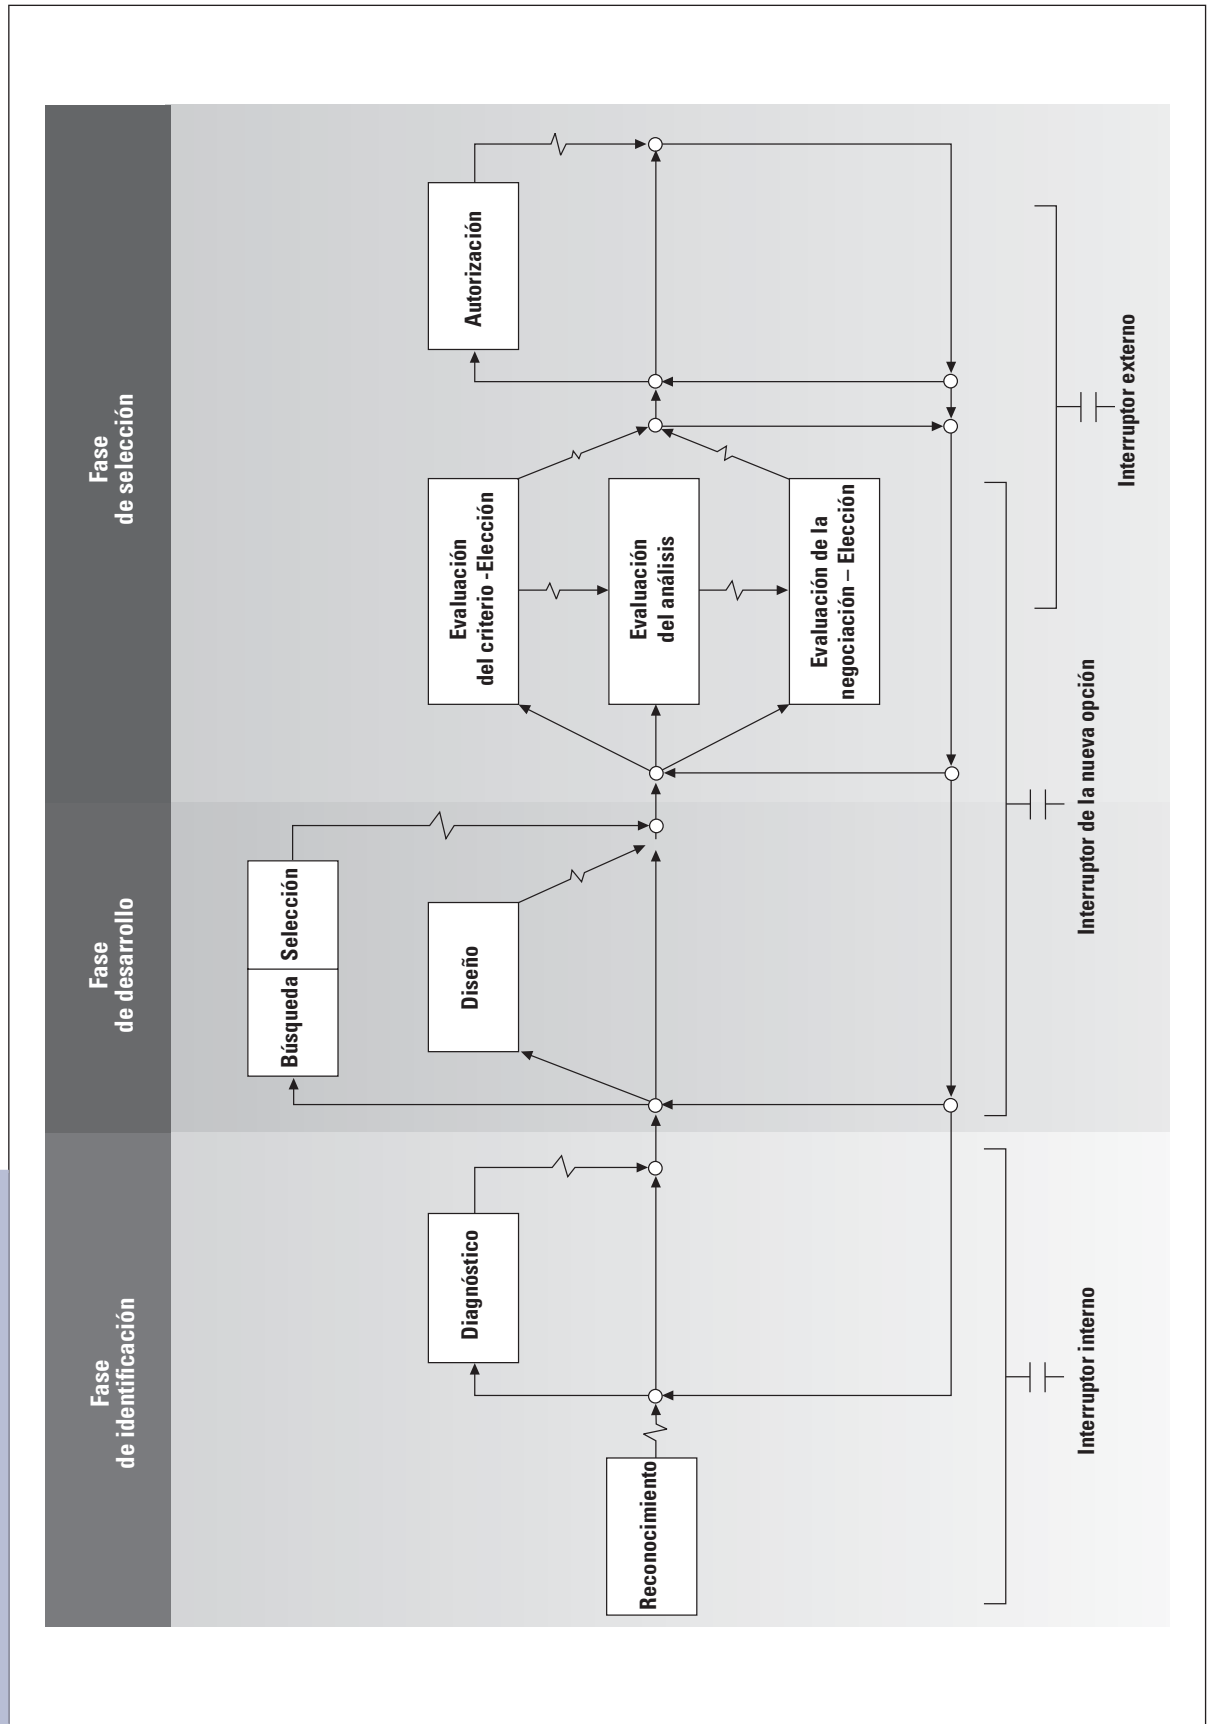 Fase
de identificación
Fase
de desarrollo
Fase
de selección
Reconocimiento
Diagnóstico
Búsqueda
Selección
Diseño
Evaluación
del criterio -Elección
Evaluación
del análisis
Evaluación de la
negociación – Elección
Autorización
Interruptor interno
Interruptor de la nueva opción
Interruptor externo